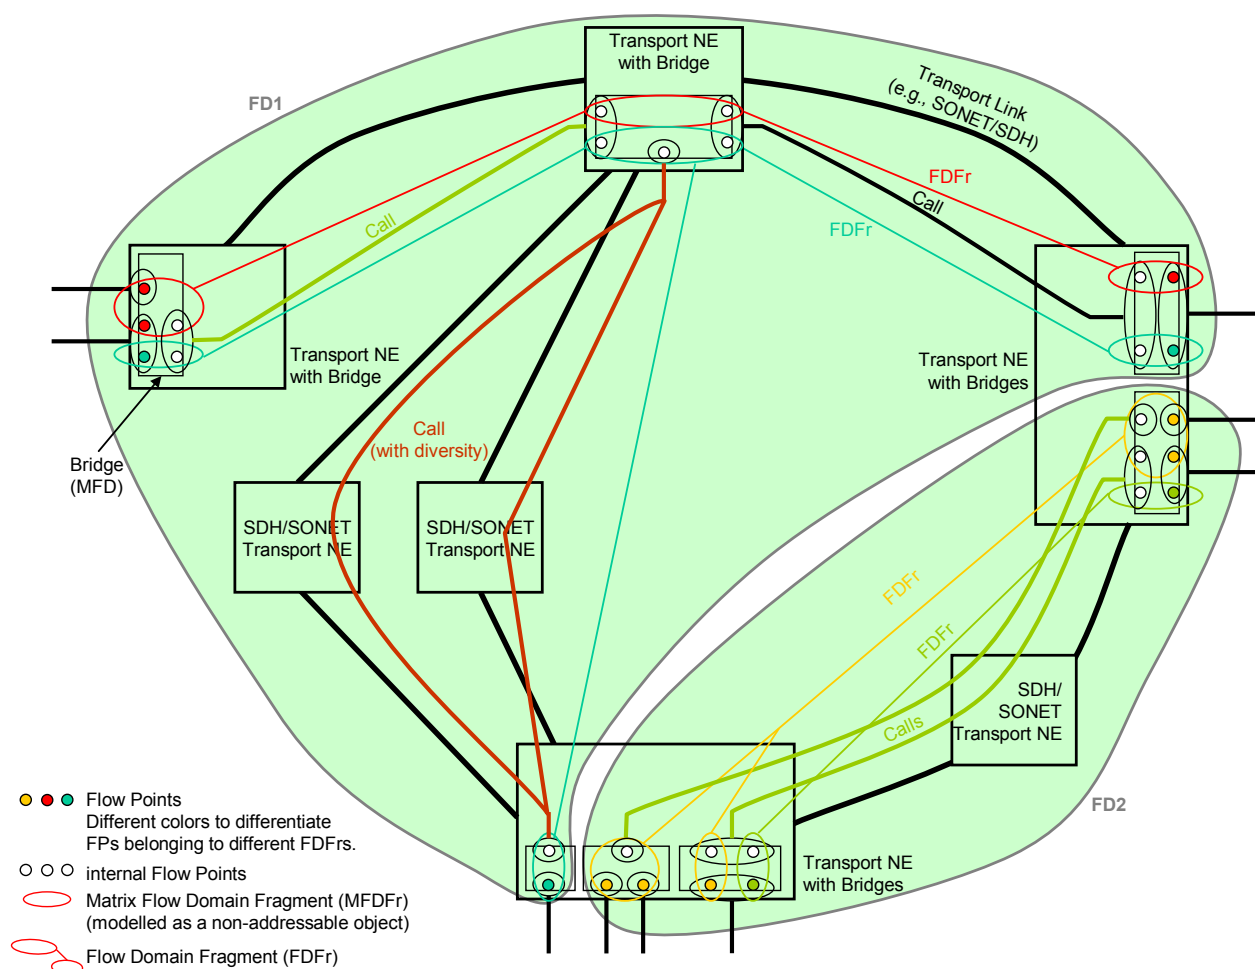 Transport NE
with Bridge
FD1
Transport Link
(e.g., SONET/SDH)
Call
FDFr
Call
FDFr
Transport NE
with Bridge
Transport NE
with Bridges
Bridge
(MFD)
Call
(with diversity)
SDH/SONET
Transport NE
SDH/SONET
Transport NE
FDFr
FDFr
SDH/
SONET
Transport NE
Calls
FD2
Transport NE
with Bridges
Flow Points
Different colors to differentiate
FPs belonging to different FDFrs.
internal Flow Points
Matrix Flow Domain Fragment (MFDFr)
(modelled as a non-addressable object)
Flow Domain Fragment (FDFr)